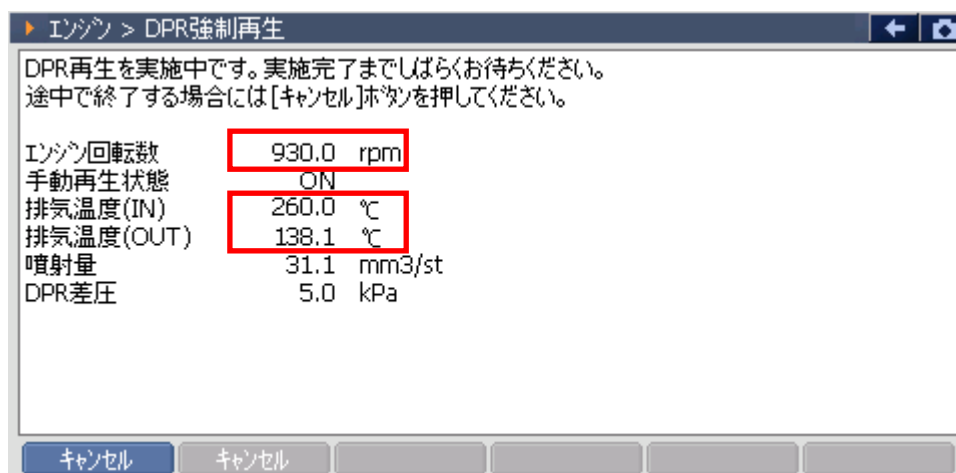 ｴﾝｼﾞﾝ > DPR強制再生
DPR再生を実施中です。実施完了までしばらくお待ちください。
途中で終了する場合には[ｷｬﾝｾﾙ]ﾎﾞﾀﾝを押してください。
ｴﾝｼﾞﾝ回転数 930.0 rpm
手動再生状態 ON
排気温度(IN) 260.0 ℃
排気温度(OUT) 138.1 ℃
噴射量 31.1 mm3/st
DPR差圧 5.0 kPa
ｷｬﾝｾﾙ ｷｬﾝｾﾙ